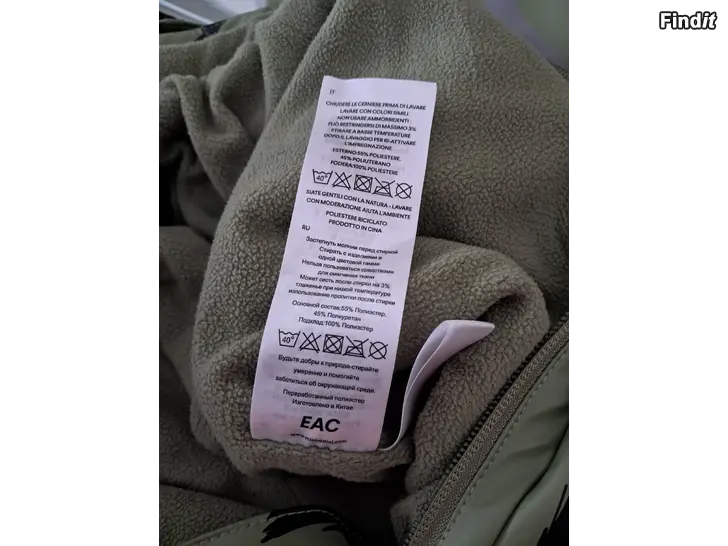 Findit
IT:
CHIUDERE LE CERNIERE PRIMA DI LAVARE
LAVARE CON COLORI SIMILI
NON USARE AMMORBIDENTI
PUÒ RESTRINGERSI DI MASSIMO 3%
STIRARE A BASSE TEMPERATURE
DOPO IL LAVAGGIO PER RI-ATTIVARE
L'IMPREGNAZIONE
ESTERNO:55% POLIESTERE,
45% POLIUTERANO
FODERA:100% POLIESTERE
40°
SIATE GENTILI CON LA NATURA - LAVARE
CON MODERAZIONE AIUTA L'AMBIENTE
POLIESTERE RICICLATO
PRODOTTO IN CINA
RU
Застегнуть молнии перед стиркой
Стирать с изделиями в
одной цветовой гамме
Нельзя пользоваться средствами
для смягчения ткани
Может сесть после стирки на 3%
глаженье при низкой температуре
использование пропитки после стирки
Основной состав:55% Полиэстер,
45% Полиуретан
Подклад:100% Полиэстер
40°
Будьте добры к природе-стирайте
умеренно и помогайте
заботиться об окружающей среде.
Переработанный полиэстер
Изготовлено в Китае
EAC